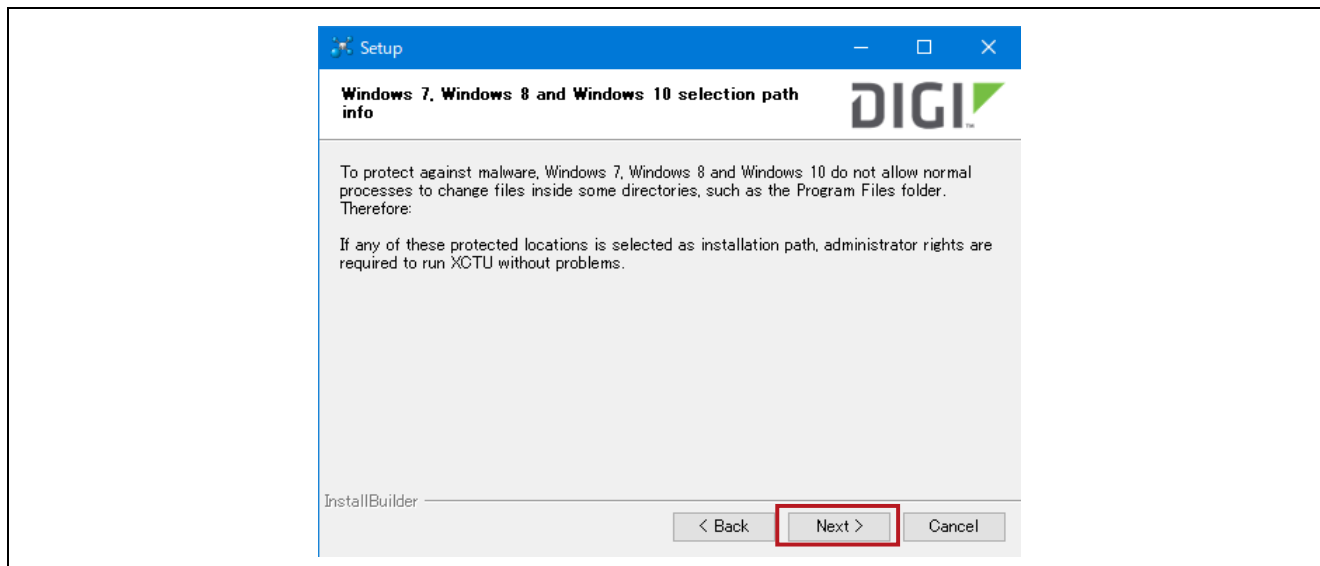 Setup
Windows 7, Windows 8 and Windows 10 selection path
info
DIGI
To protect against malware, Windows 7, Windows 8 and Windows 10 do not allow normal
processes to change files inside some directories, such as the Program Files folder.
Therefore:
If any of these protected locations is selected as installation path, administrator rights are
required to run XCTU without problems.
InstallBuilder
< Back
Next >
Cancel